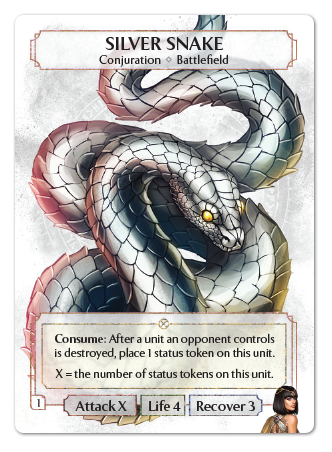 SILVER SNAKE
Conjuration ◇ Battlefield
Consume: After a unit an opponent controls
is destroyed, place 1 status token on this unit.
X = the number of status tokens on this unit.
1
Attack X
Life 4
Recover 3